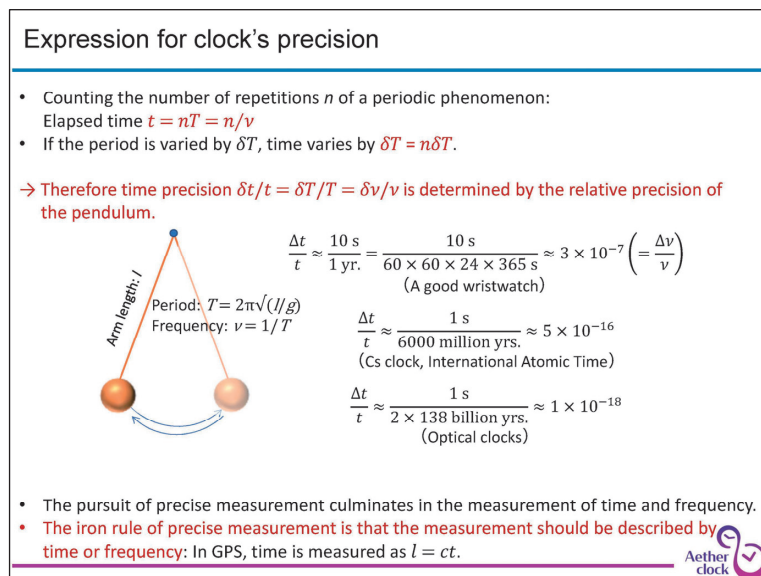 Expression for clock's precision
• Counting the number of repetitions n of a periodic phenomenon:
Elapsed time t = nT = n/ν
• If the period is varied by δT, time varies by δT = nδT.
→ Therefore time precision δt/t = δT/T = δν/ν is determined by the relative precision of
the pendulum.
Arm length: l
Period: T = 2π√(l/g)
Frequency: ν = 1/T
Δt/t ≈ 10 s/1 yr. = 10 s/60 × 60 × 24 × 365 s ≈ 3 × 10⁻⁷ (= Δν/ν)
(A good wristwatch)
Δt/t ≈ 1 s/6000 million yrs. ≈ 5 × 10⁻¹⁶
(Cs clock, International Atomic Time)
Δt/t ≈ 1 s/2 × 138 billion yrs. ≈ 1 × 10⁻¹⁸
(Optical clocks)
• The pursuit of precise measurement culminates in the measurement of time and frequency.
• The iron rule of precise measurement is that the measurement should be described by
time or frequency: In GPS, time is measured as l = ct.
Aether
clock